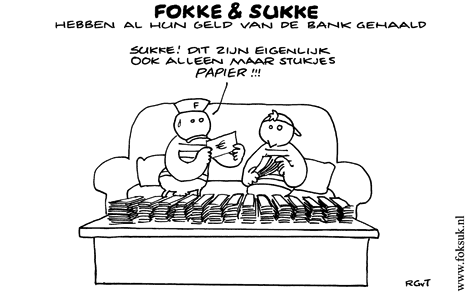 FOKKE & SUKKE
HEBBEN AL HUN GELD VAN DE BANK GEHAALD
SUKKE! DIT ZIJN EIGENLIJK
OOK ALLEEN MAAR STUKJES
PAPIER!!!
F
RGvT
www.foksuk.nl